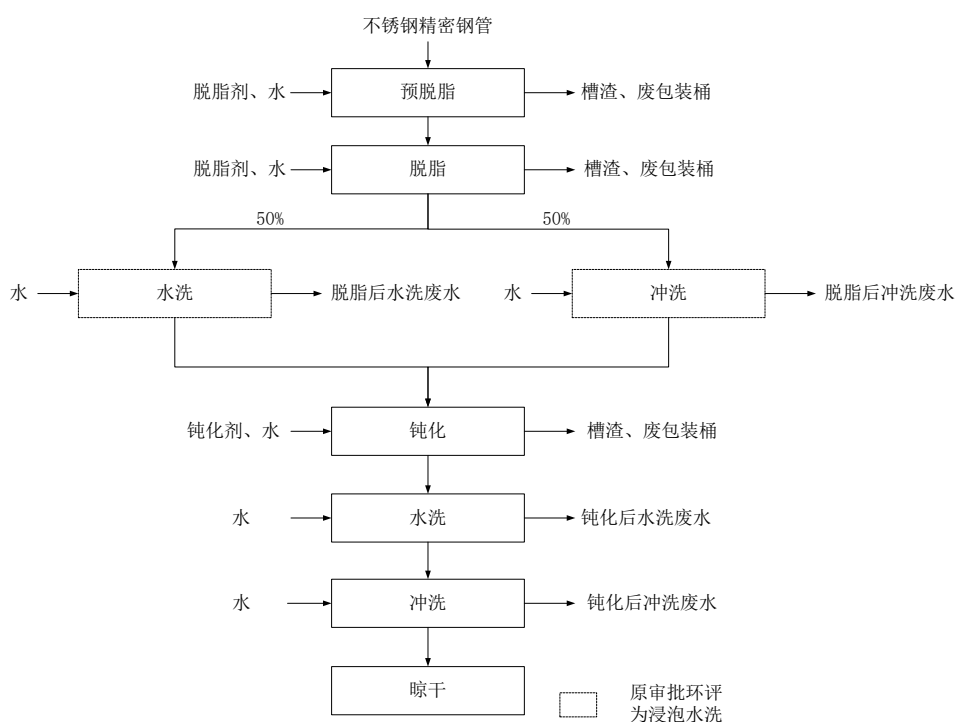 不锈钢精密钢管
脱脂剂、水
预脱脂
槽渣、废包装桶
脱脂剂、水
脱脂
槽渣、废包装桶
50%
50%
水
水洗
脱脂后水洗废水
水
冲洗
脱脂后冲洗废水
钝化剂、水
钝化
槽渣、废包装桶
水
水洗
钝化后水洗废水
水
冲洗
钝化后冲洗废水
晾干
原审批环评
为浸泡水洗